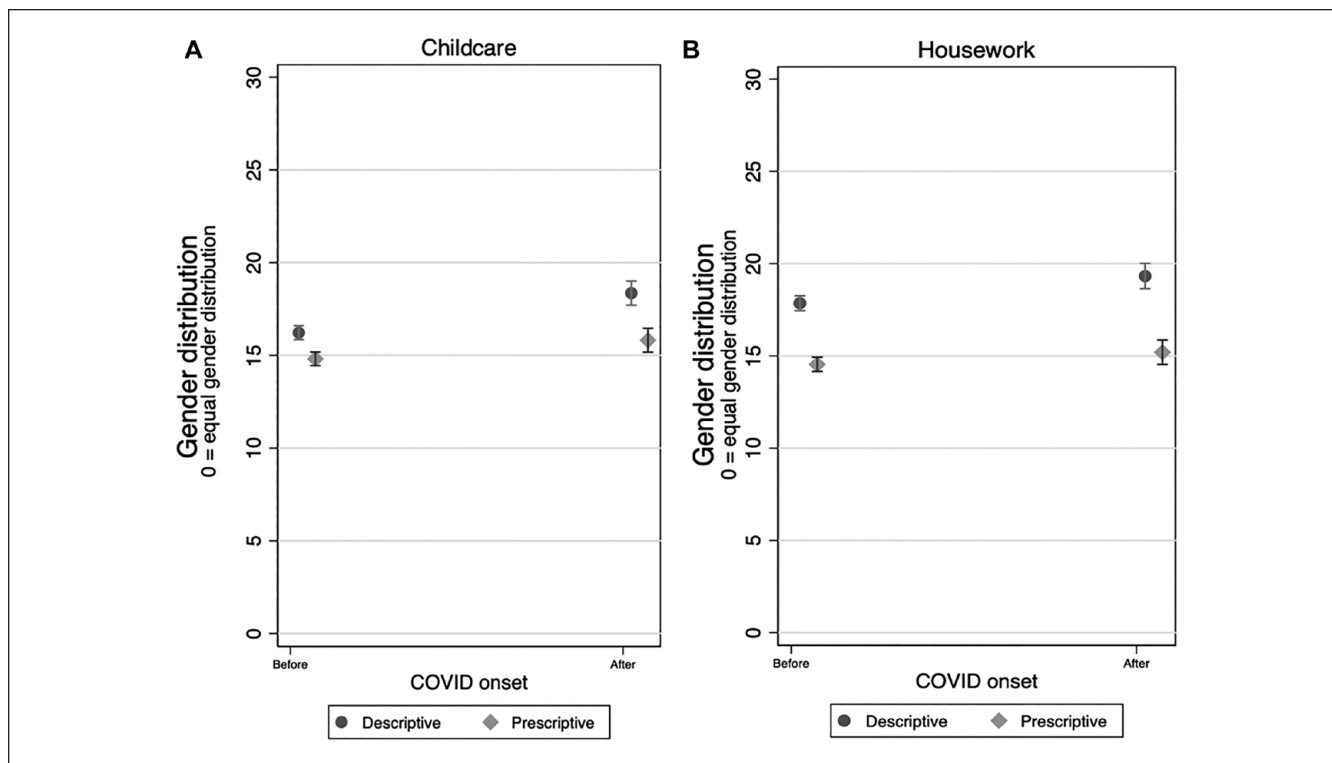 A
Childcare
30
25
20
15
10
5
0
Gender distribution
0 = equal gender distribution
Before
After
COVID onset
Descriptive
Prescriptive
B
Housework
30
25
20
15
10
5
0
Gender distribution
0 = equal gender distribution
Before
After
COVID onset
Descriptive
Prescriptive